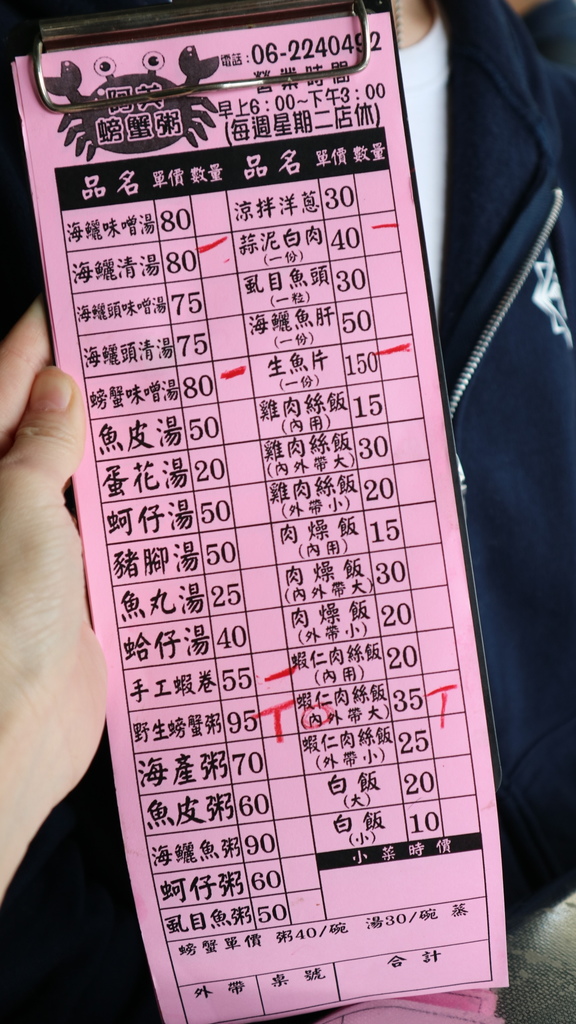 阿美
螃蟹粥
電話：06-2240492
營業時間
早上6：00~下午3：00
(每週星期二店休)
品名 單價 數量 品名 單價 數量
海鱺味噌湯 80 涼拌洋蔥 30
海鱺清湯 80 一 蒜泥白肉(一份) 40 一
海鱺頭味噌湯 75 虱目魚頭(一粒) 30
海鱺頭清湯 75 海鱺魚肝(一份) 50
螃蟹味噌湯 80 一 生魚片(一份) 150 一
魚皮湯 50 雞肉絲飯(內用) 15
蛋花湯 20 雞肉絲飯(內外帶大) 30
蚵仔湯 50 雞肉絲飯(外帶小) 20
豬腳湯 50 肉燥飯(內用) 15
魚丸湯 25 肉燥飯(內外帶大) 30
蛤仔湯 40 肉燥飯(外帶小) 20
手工蝦卷 55 一 蝦仁肉絲飯(內用) 20
野生螃蟹粥 95 T 蝦仁肉絲飯(內外帶大) 35 T
海產粥 70 蝦仁肉絲飯(外帶小) 25
魚皮粥 60 白飯(大) 20
海鱺魚粥 90 白飯(小) 10
蚵仔粥 60 小菜時價
虱目魚粥 50
螃蟹單價 粥40/碗 湯30/碗 蒸
外帶 桌號 合計